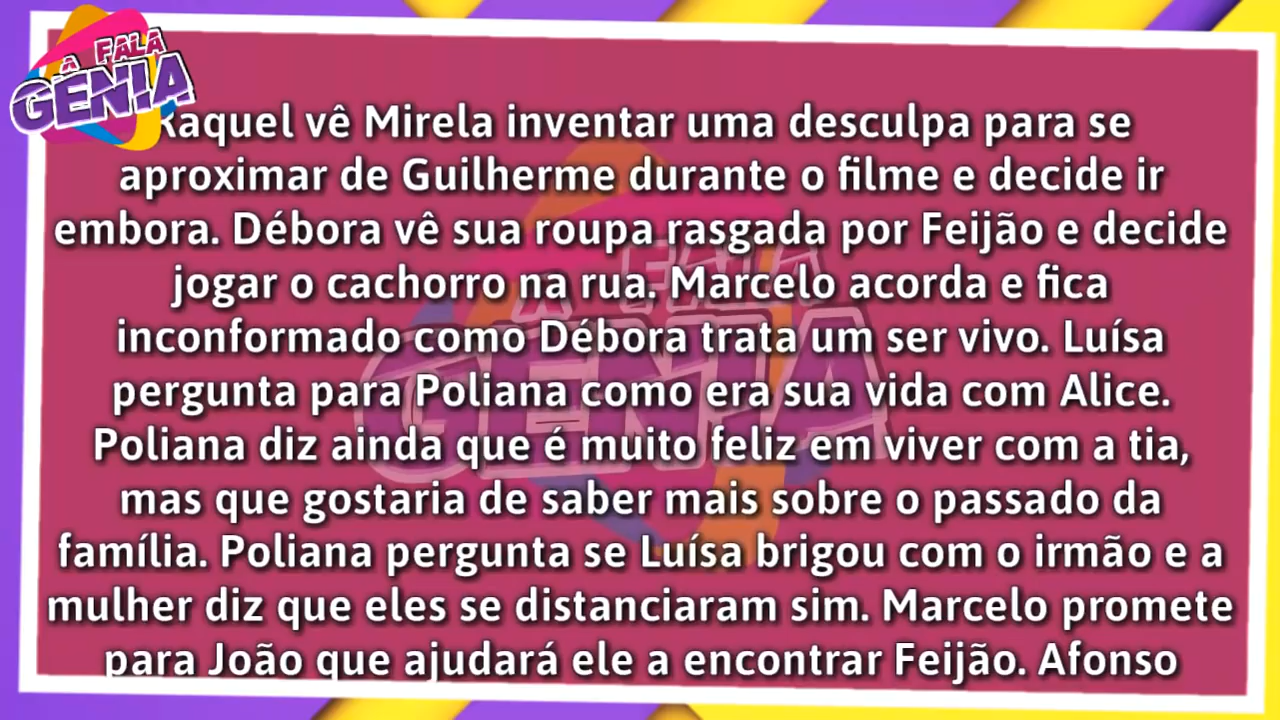 A FALA
GÊNIA
Raquel vê Mirela inventar uma desculpa para se
aproximar de Guilherme durante o filme e decide ir
embora. Débora vê sua roupa rasgada por Feijão e decide
jogar o cachorro na rua. Marcelo acorda e fica
inconformado como Débora trata um ser vivo. Luísa
pergunta para Poliana como era sua vida com Alice.
Poliana diz ainda que é muito feliz em viver com a tia,
mas que gostaria de saber mais sobre o passado da
família. Poliana pergunta se Luísa brigou com o irmão e a
mulher diz que eles se distanciaram sim. Marcelo promete
para João que ajudará ele a encontrar Feijão. Afonso